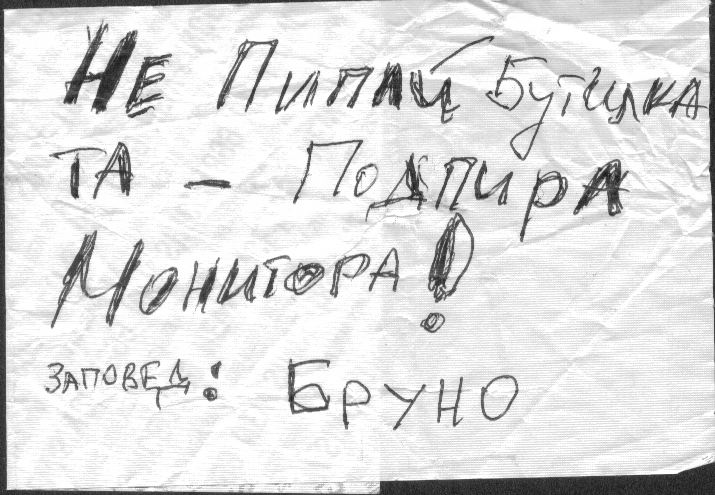 Не Пипай Бутилка
та – Подпира
Монитора!
Заповед: Бруно